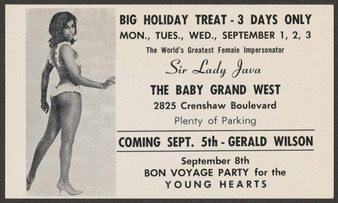 BIG HOLIDAY TREAT - 3 DAYS ONLY
MON., TUES., WED., SEPTEMBER 1, 2, 3
The World's Greatest Female Impersonator
Sir Lady Java
THE BABY GRAND WEST
2825 Crenshaw Boulevard
Plenty of Parking
COMING SEPT. 5th - GERALD WILSON
September 8th
BON VOYAGE PARTY for the
YOUNG HEARTS